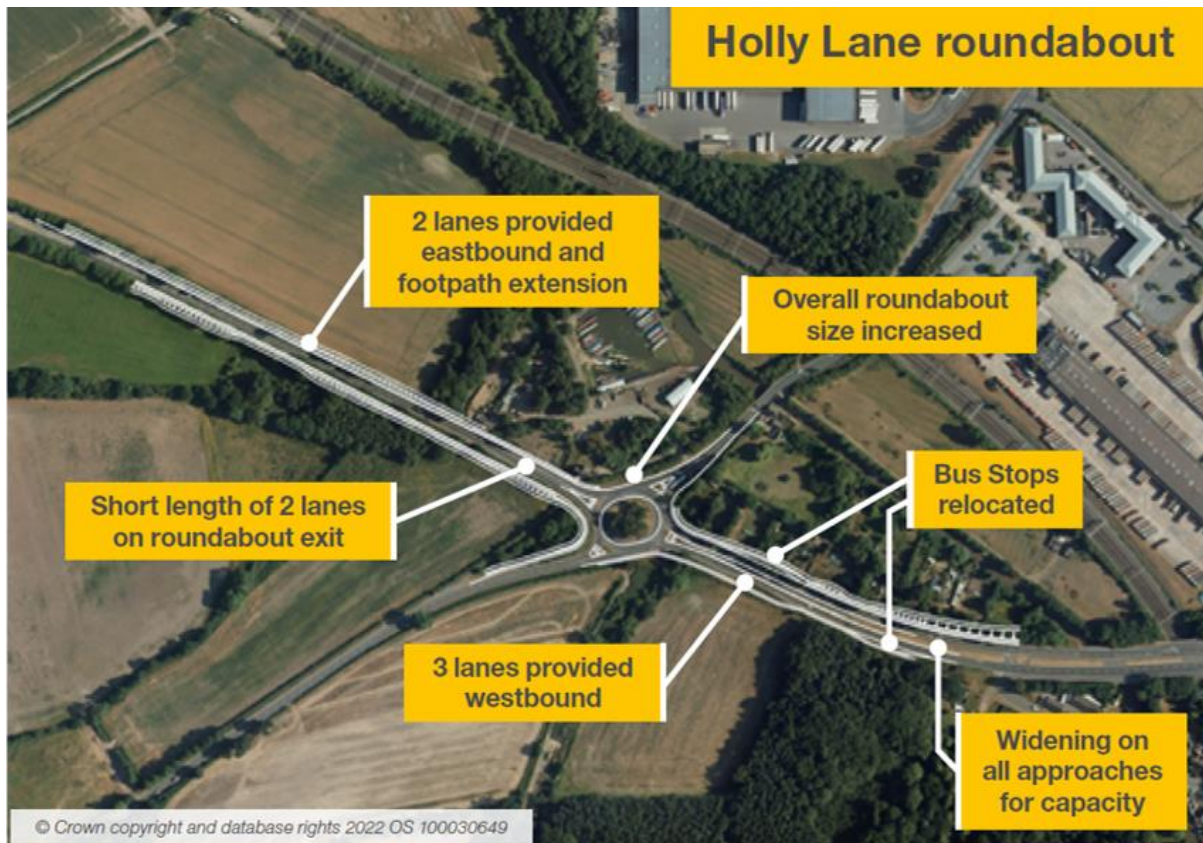 Holly Lane roundabout
2 lanes provided
eastbound and
footpath extension
Overall roundabout
size increased
Short length of 2 lanes
on roundabout exit
Bus Stops
relocated
3 lanes provided
westbound
Widening on
all approaches
for capacity
© Crown copyright and database rights 2022 OS 100030649